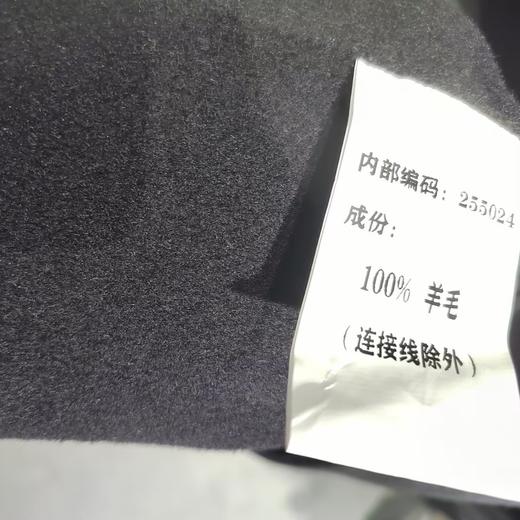 内部编码：255024
成份：
100% 羊毛
（连接线除外）